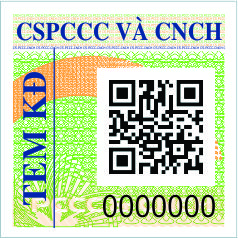 CSPCCC VÀ CNCH
TEM KĐ
0000000